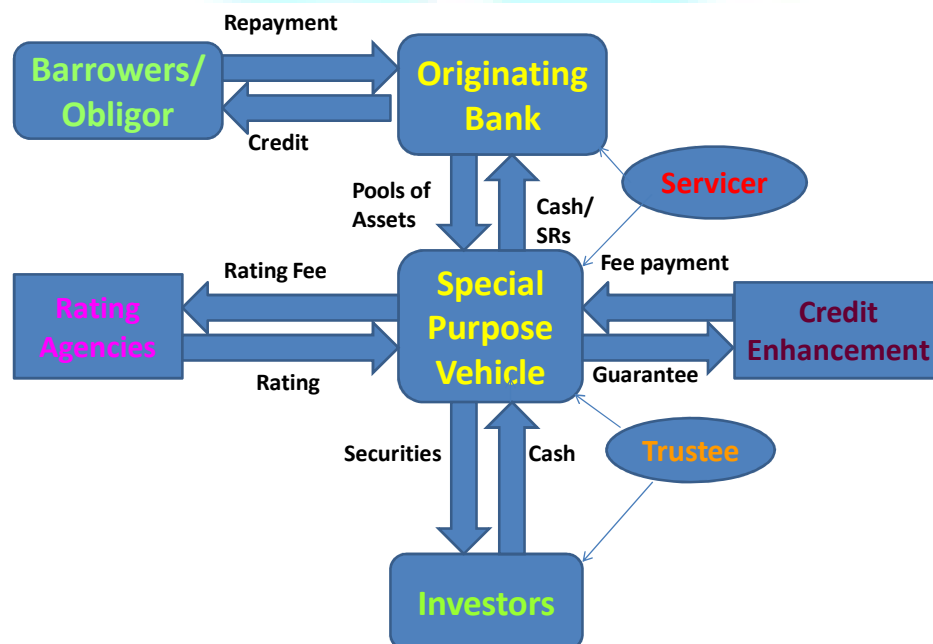 Repayment
Barrowers/
Obligor
Originating
Bank
Credit
Servicer
Pools of
Assets
Cash/
SRs
Rating Fee
Fee payment
Rating
Agencies
Special
Purpose
Vehicle
Credit
Enhancement
Rating
Guarantee
Securities
Cash
Trustee
Investors